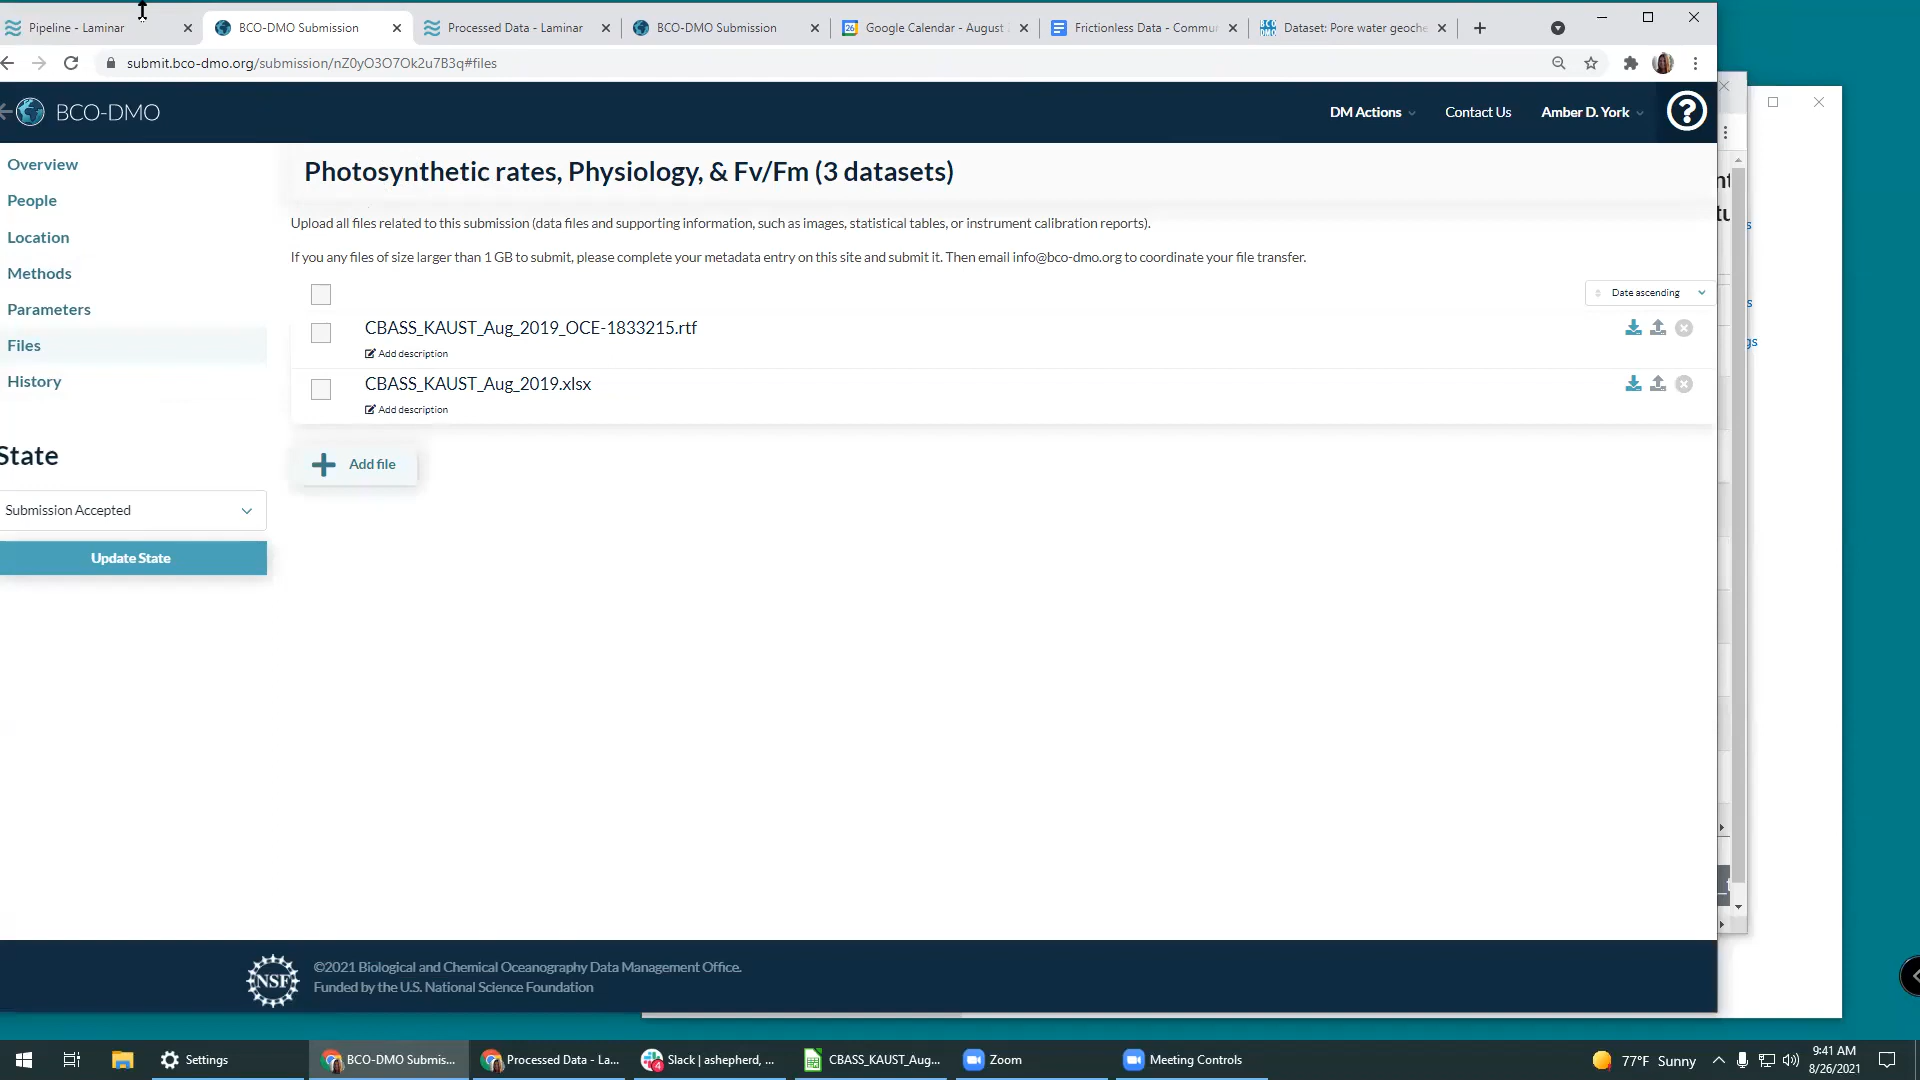 Pipeline - Laminar
BCO-DMO Submission
Processed Data - Laminar
BCO-DMO Submission
Google Calendar - August
Frictionless Data - Commu
Dataset: Pore water geoche
submit.bco-dmo.org/submission/nZ0yO3O7Ok2u7B3q#files
BCO-DMO
DM Actions
Contact Us
Amber D. York
Overview
People
Location
Methods
Parameters
Files
History
State
Submission Accepted
Update State
Photosynthetic rates, Physiology, & Fv/Fm (3 datasets)
Upload all files related to this submission (data files and supporting information, such as images, statistical tables, or instrument calibration reports).
If you any files of size larger than 1 GB to submit, please complete your metadata entry on this site and submit it. Then email info@bco-dmo.org to coordinate your file transfer.
Date ascending
CBASS_KAUST_Aug_2019_OCE-1833215.rtf
Add description
CBASS_KAUST_Aug_2019.xlsx
Add description
Add file
NSF
©2021 Biological and Chemical Oceanography Data Management Office.
Funded by the U.S. National Science Foundation
Settings
BCO-DMO Submis...
Processed Data - La...
4
Slack | ashepherd, ...
CBASS_KAUST_Aug...
Zoom
Meeting Controls
77°F Sunny
9:41 AM
8/26/2021